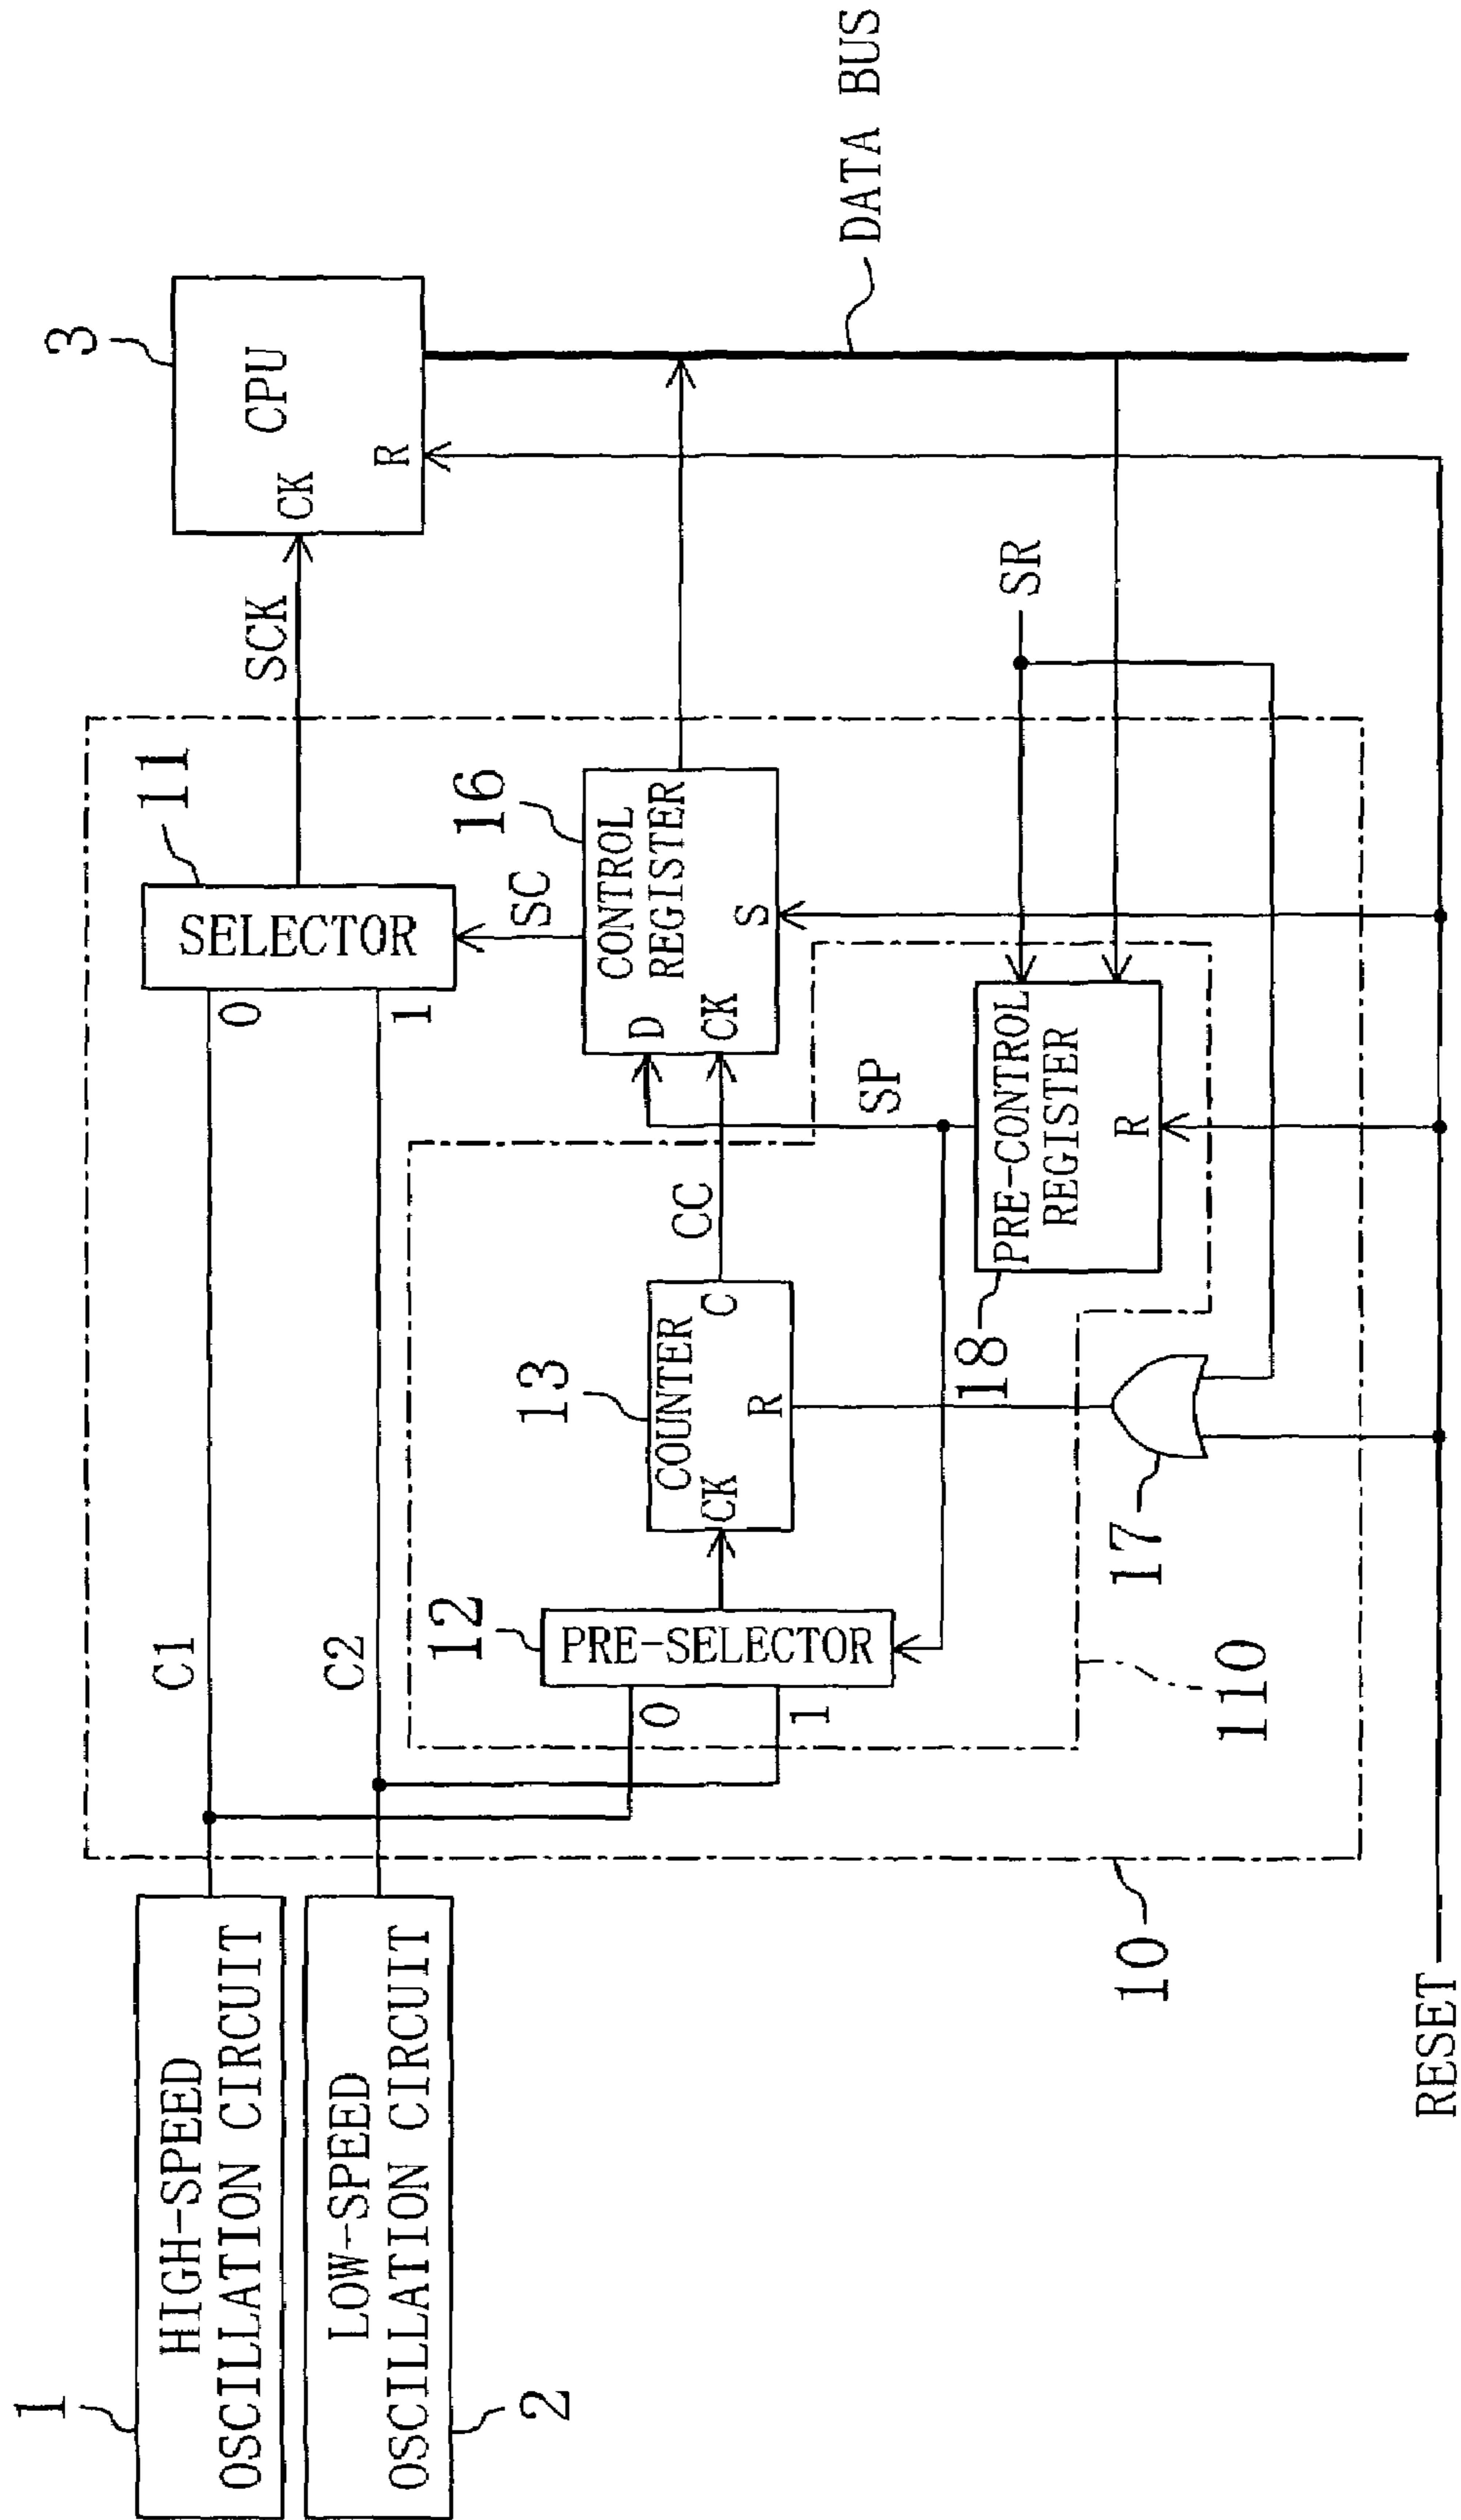 1
HIGH-SPEED
OSCILLATION CIRCUIT
LOW-SPEED
OSCILLATION CIRCUIT
2
C1
C2
0
1
SELECTOR
11
SCK
3
CPU
CK
R
12
PRE-SELECTOR
0
1
13
COUNTER
CK
C
R
CC
SC
16
CONTROL
REGISTER
D
CK
S
SP
18
PRE-CONTROL
REGISTER
R
SR
DATA BUS
17
110
10
RESET